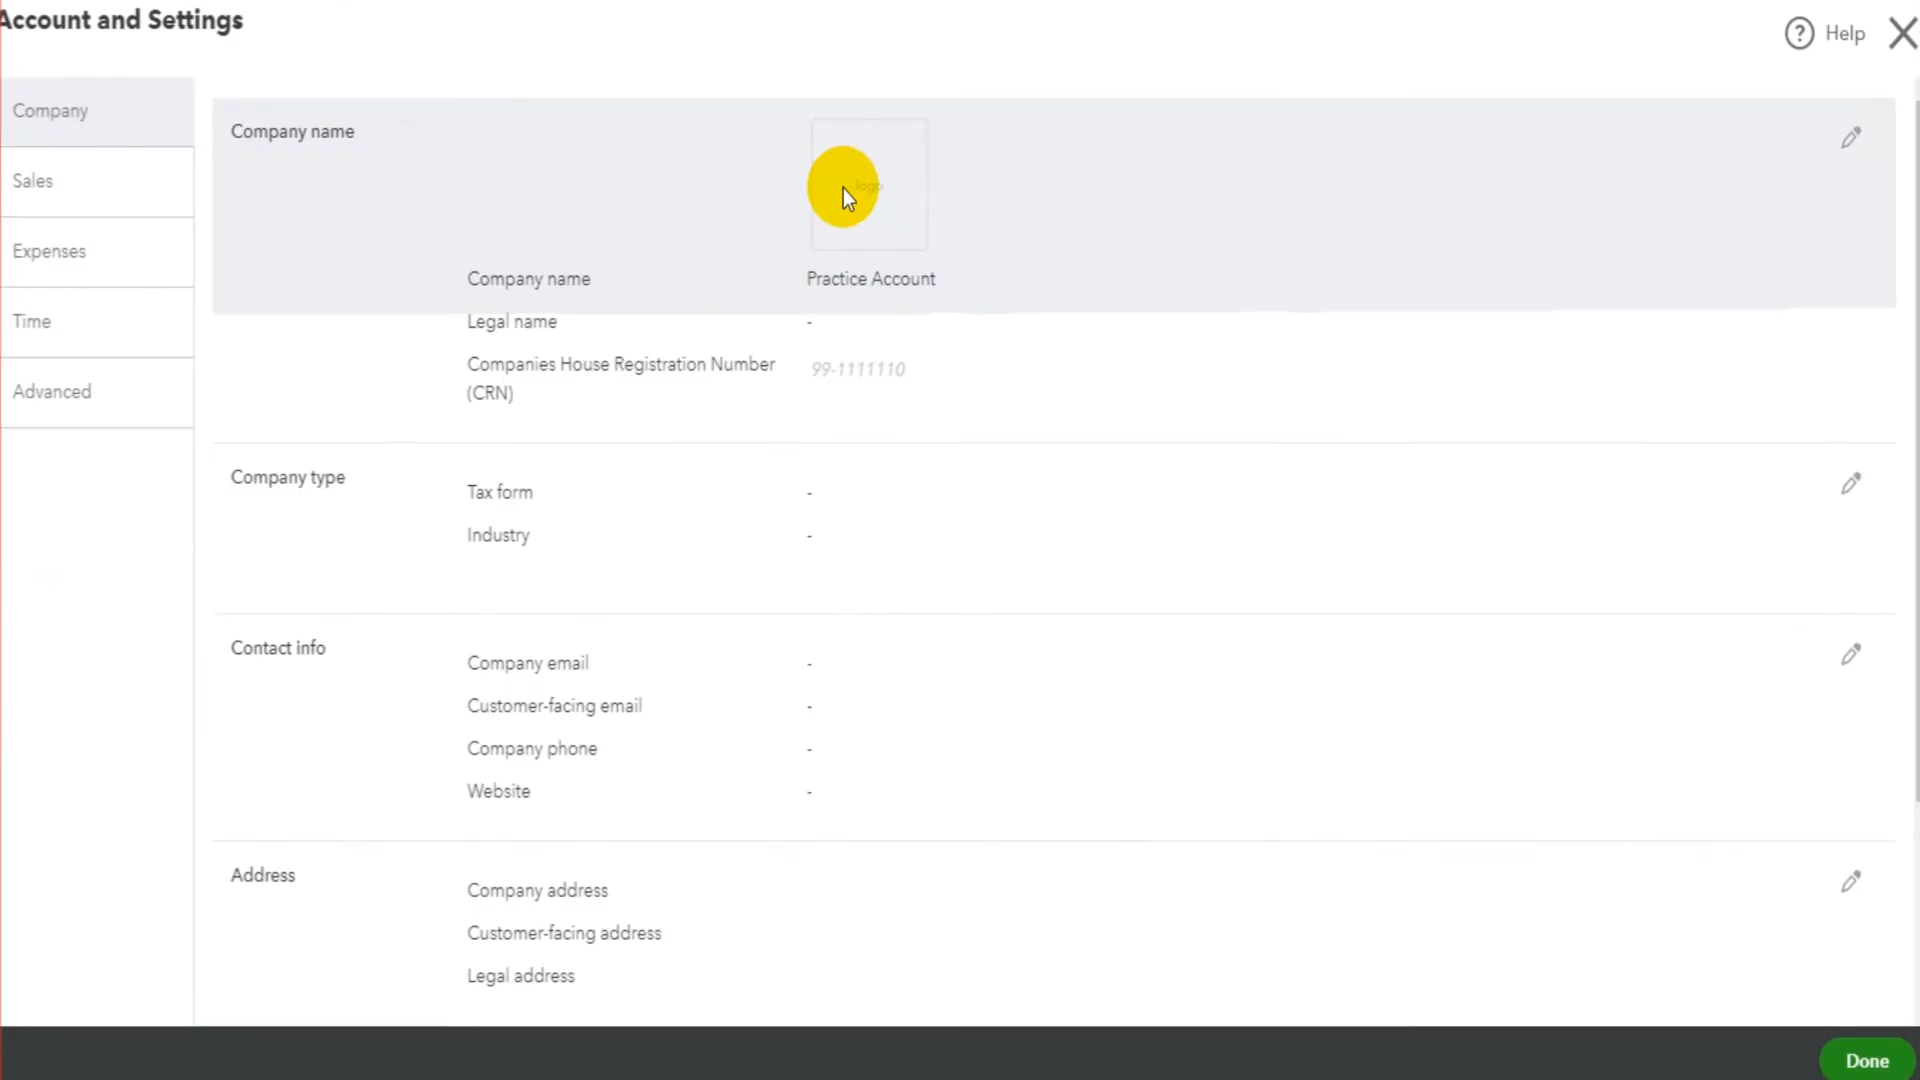 Account and Settings
? Help
Company
Sales
Expenses
Time
Advanced
Company name
logo
Company name Practice Account
Legal name -
Companies House Registration Number 99-1111110
(CRN)
Company type
Tax form -
Industry -
Contact info
Company email -
Customer-facing email -
Company phone -
Website -
Address
Company address
Customer-facing address
Legal address
Done